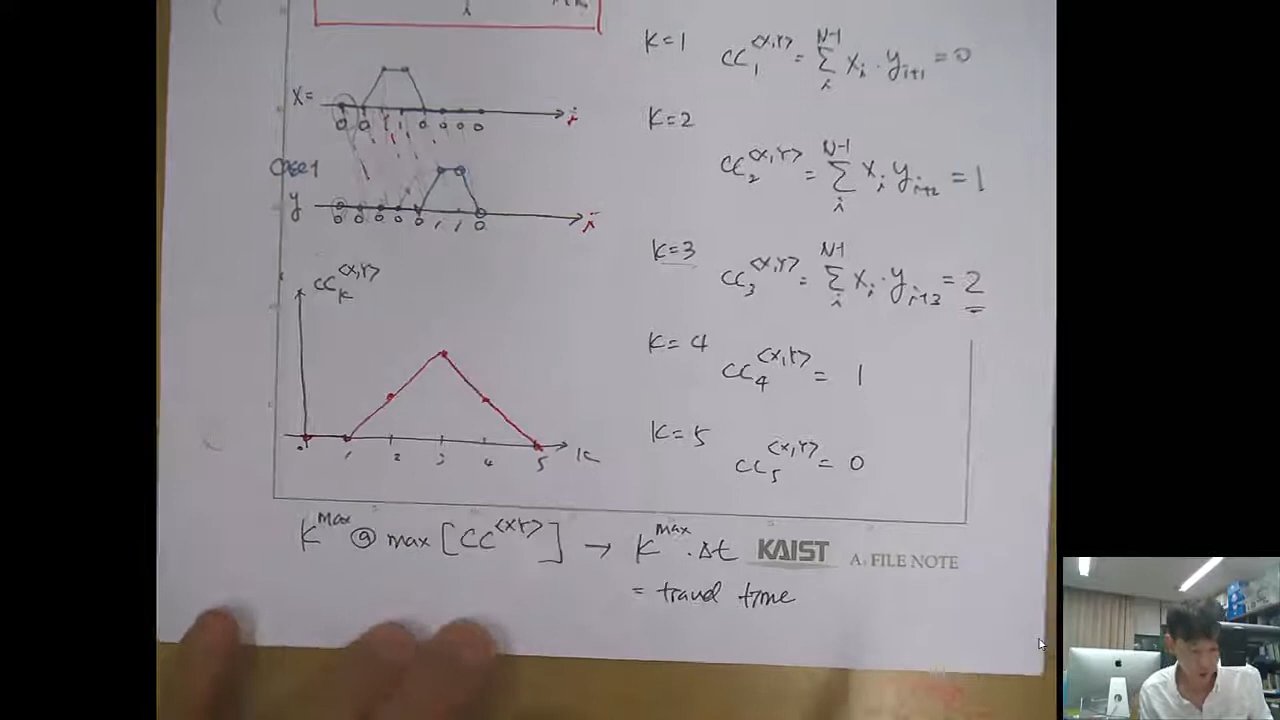 K=1 CC₁^<x,Y> = Σ_i^{N-1} x_i · y_{i+1} = 0
X=
i
0 0 1 1 0 0 0 0
K=2
CC₂^<x,Y> = Σ_i^{N-1} x_i y_{i+2} = 1
Case 1
y
0 0 0 0 0 1 1 0
i
K=3 CC₃^<x,Y> = Σ_i^{N-1} x_i · y_{i+3} = 2
CC_K^<x,Y>
K=4 CC₄^<x,Y> = 1
K=5 CC₅^<x,Y> = 0
0 1 2 3 4 5 K
K^max @ max [CC^<xY>] → K^max · Δt
= travel time
KAIST A₁ FILE NOTE